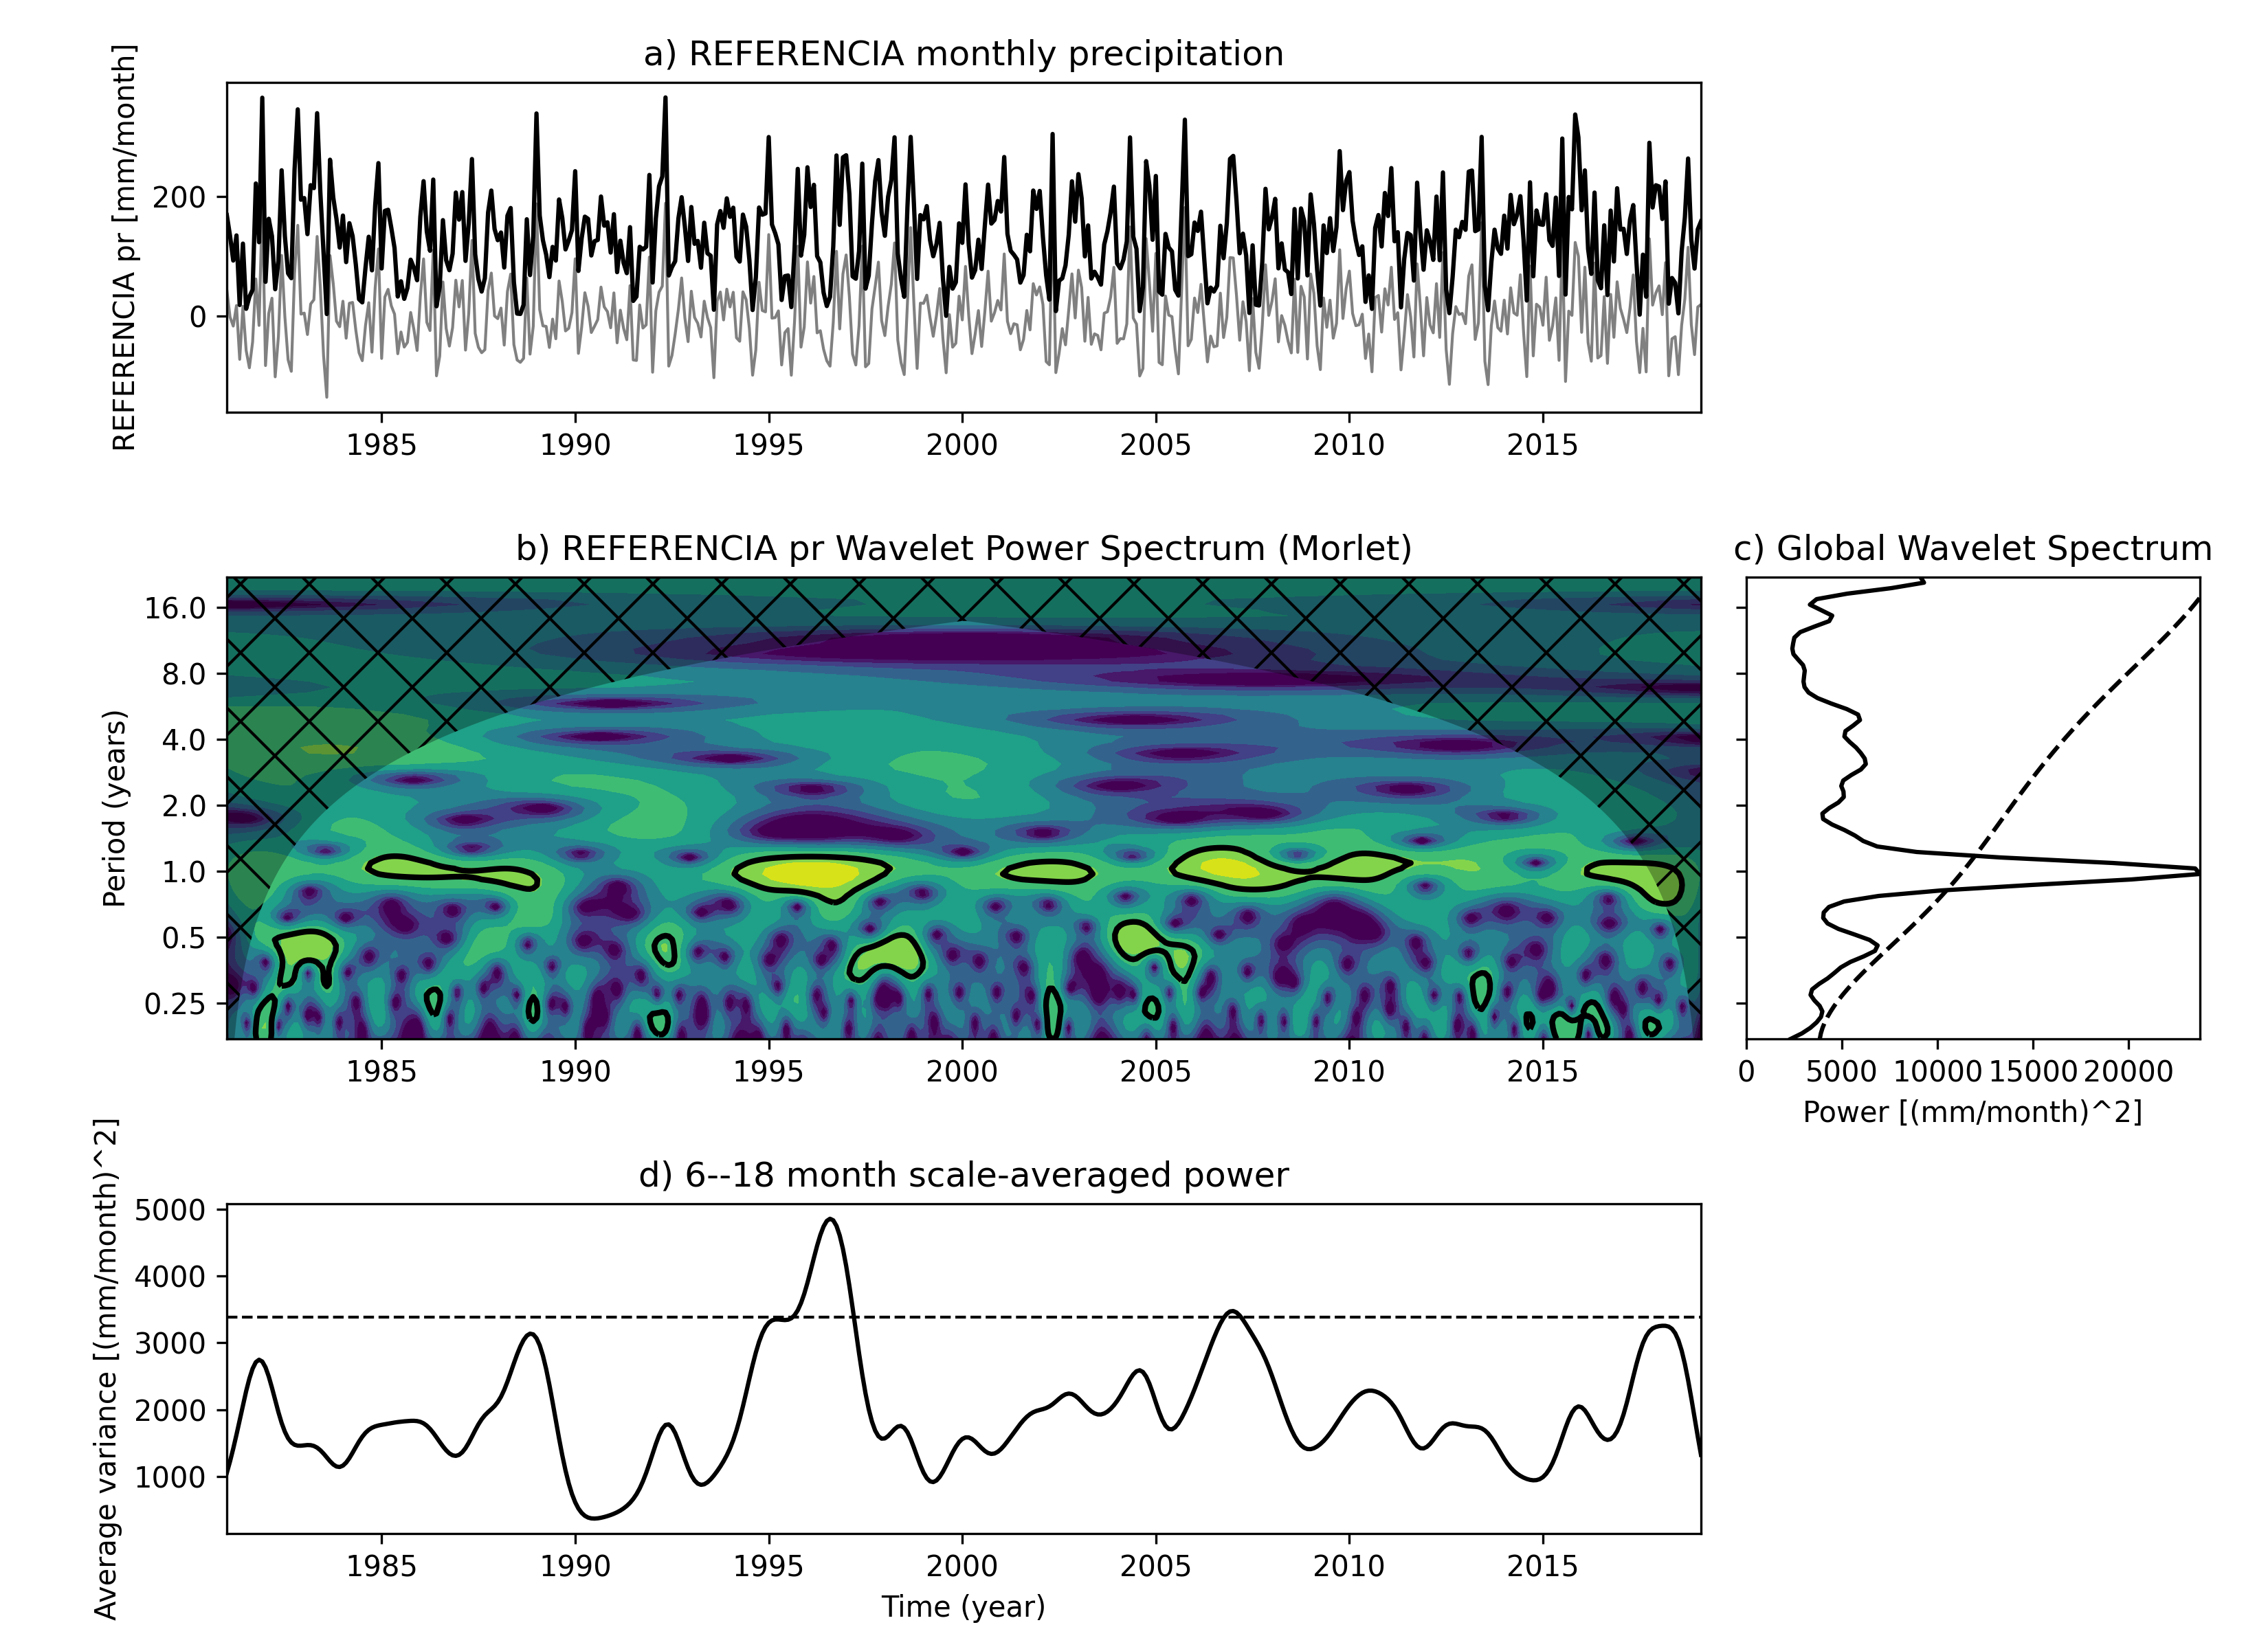 a) REFERENCIA monthly precipitation
REFERENCIA pr [mm/month]
200
0
1985 1990 1995 2000 2005 2010 2015
b) REFERENCIA pr Wavelet Power Spectrum (Morlet)
Period (years)
16.0
8.0
4.0
2.0
1.0
0.5
0.25
1985 1990 1995 2000 2005 2010 2015
c) Global Wavelet Spectrum
0 5000 10000 15000 20000
Power [(mm/month)^2]
d) 6--18 month scale-averaged power
Average variance [(mm/month)^2]
5000
4000
3000
2000
1000
1985 1990 1995 2000 2005 2010 2015
Time (year)